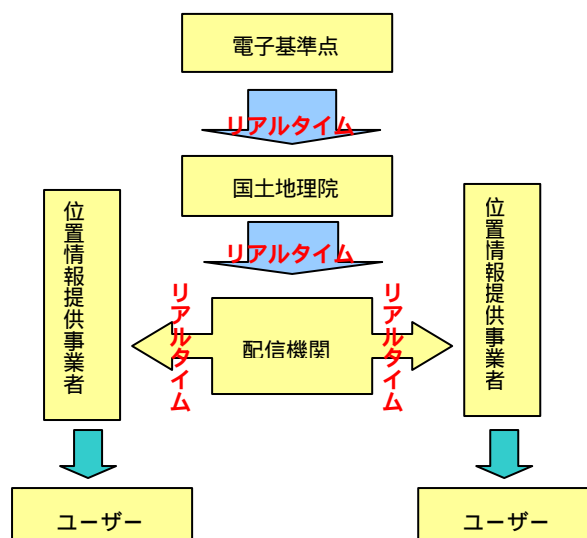 電子基準点
リアルタイム
国土地理院
リアルタイム
位置情報提供事業者
リアルタイム
配信機関
リアルタイム
位置情報提供事業者
ユーザー
ユーザー